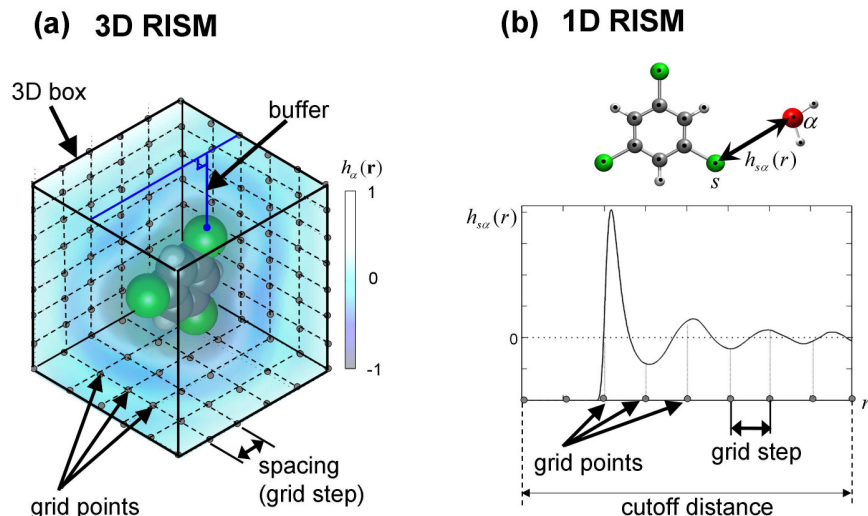 (a) 3D RISM
3D box
buffer
hα(r)
1
0
-1
grid points
spacing
(grid step)
(b) 1D RISM
α
hsα(r)
s
hsα(r)
0
r
grid points
grid step
cutoff distance